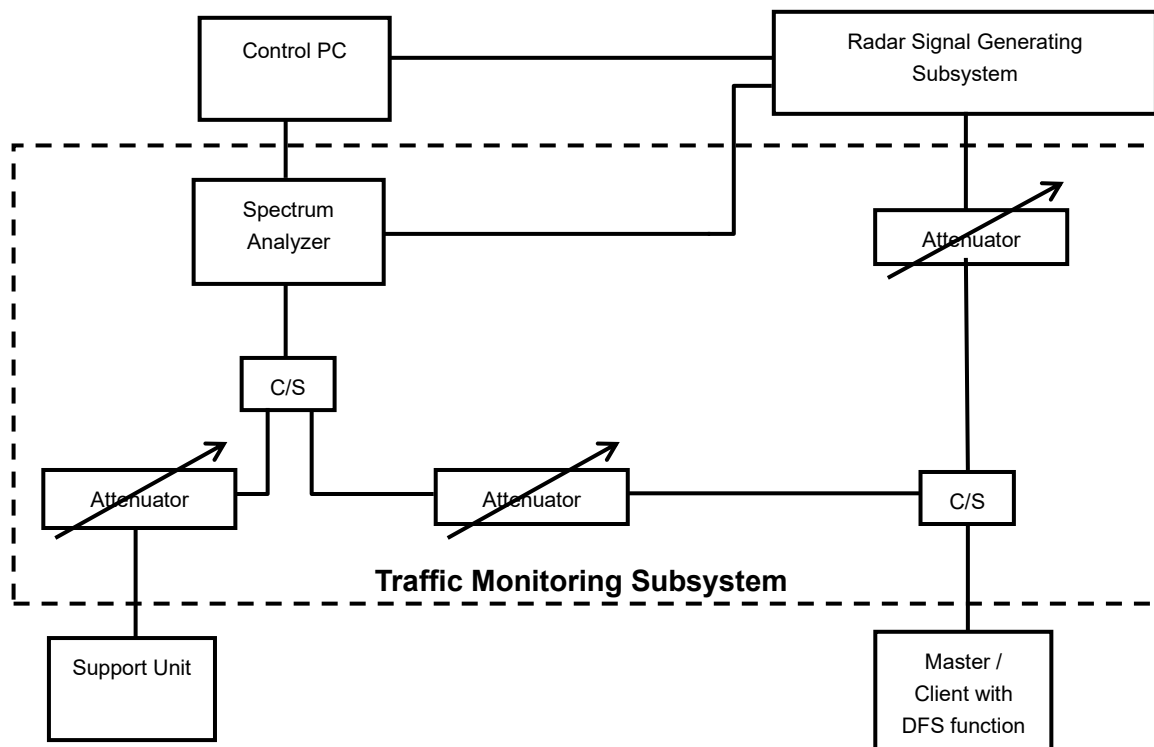 Control PC
Radar Signal Generating
Subsystem
Spectrum
Analyzer
Attenuator
C/S
Attenuator
Attenuator
C/S
Traffic Monitoring Subsystem
Support Unit
Master /
Client with
DFS function